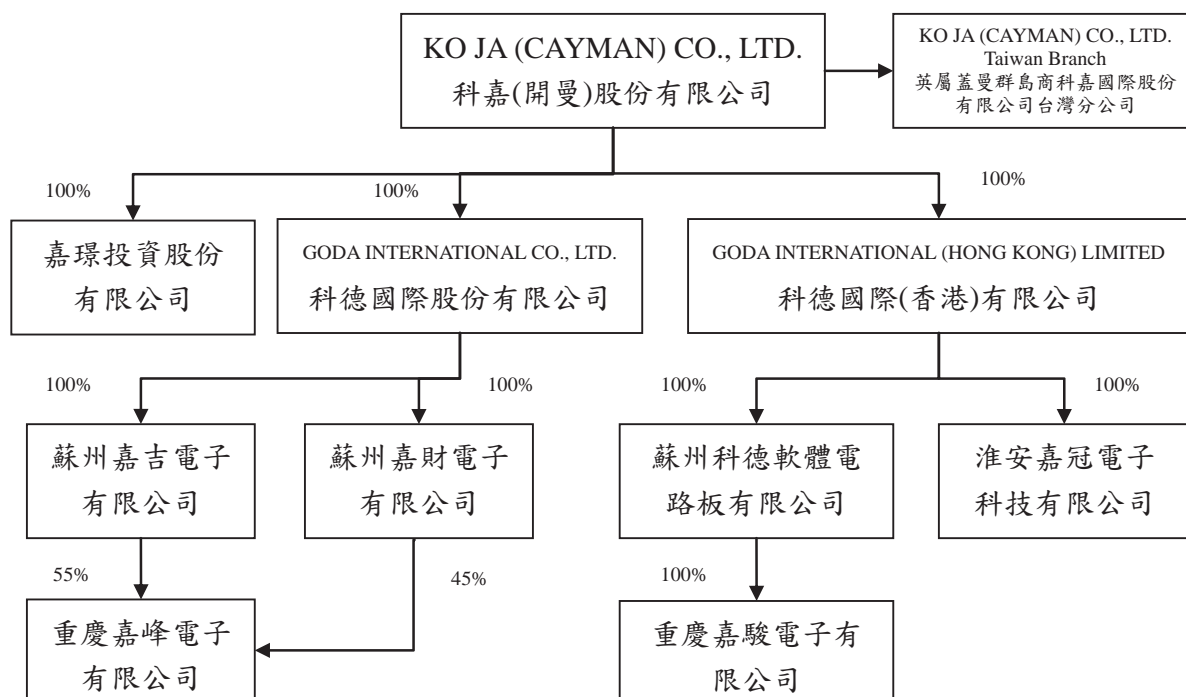 KO JA (CAYMAN) CO., LTD.
科嘉(開曼)股份有限公司
KO JA (CAYMAN) CO., LTD.
Taiwan Branch
英屬蓋曼群島商科嘉國際股份
有限公司台灣分公司
100%
100%
100%
嘉璟投資股份
有限公司
GODA INTERNATIONAL CO., LTD.
科德國際股份有限公司
GODA INTERNATIONAL (HONG KONG) LIMITED
科德國際(香港)有限公司
100%
100%
100%
100%
蘇州嘉吉電子
有限公司
蘇州嘉財電子
有限公司
蘇州科德軟體電
路板有限公司
淮安嘉冠電子
科技有限公司
55%
45%
100%
重慶嘉峰電子
有限公司
重慶嘉駿電子有
限公司